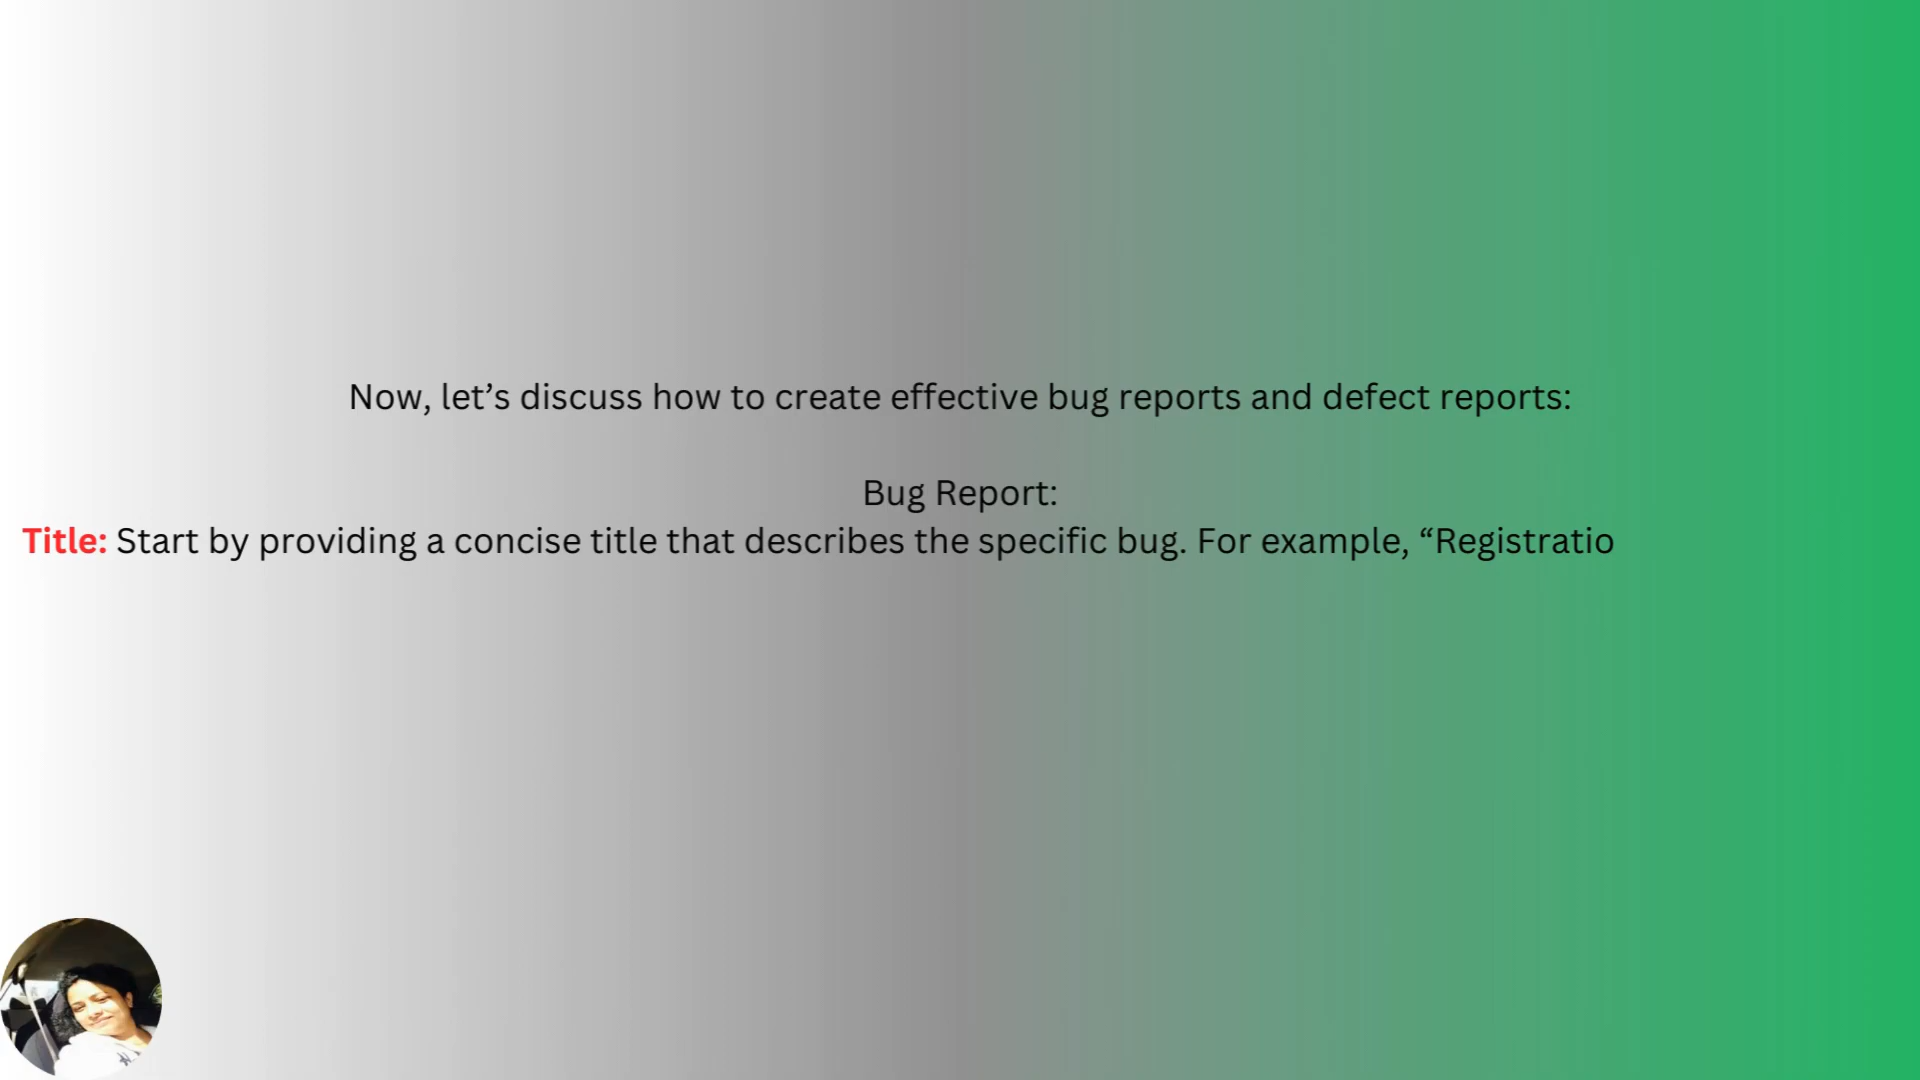 Now, let’s discuss how to create effective bug reports and defect reports:
Bug Report:
Title: Start by providing a concise title that describes the specific bug. For example, “Registratio